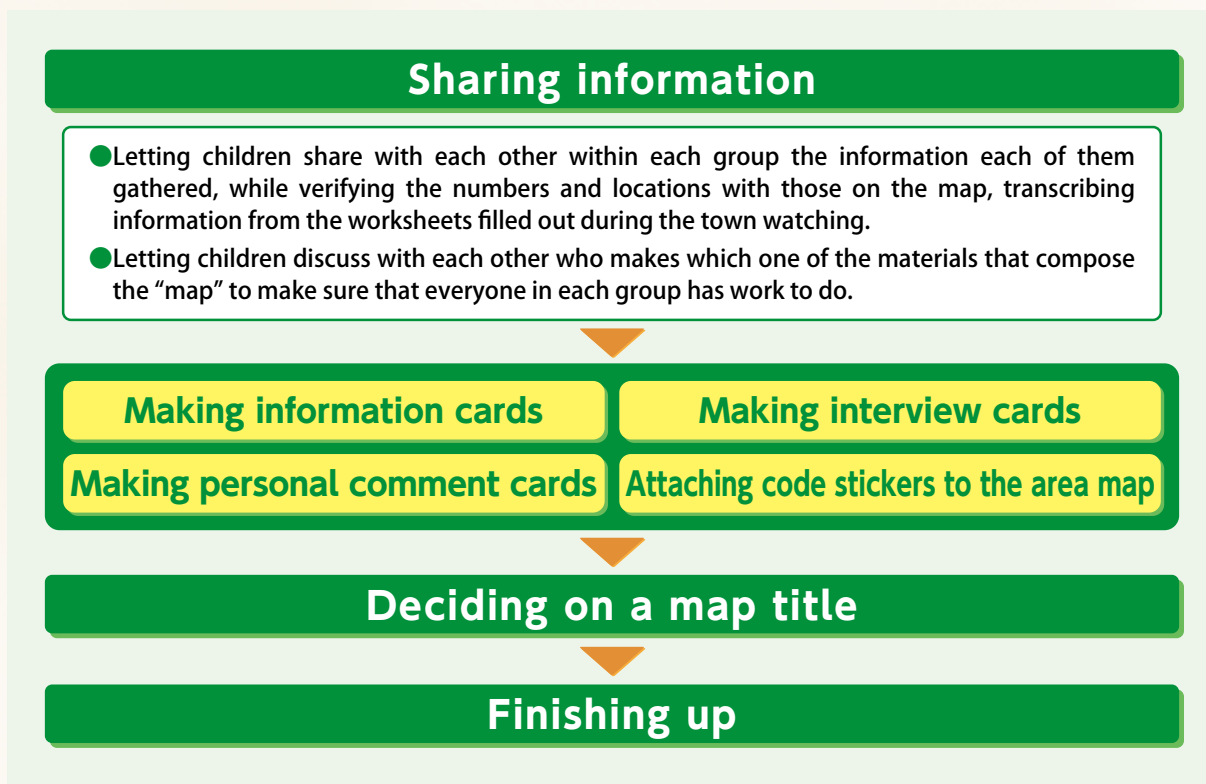 Sharing information
●Letting children share with each other within each group the information each of them
gathered, while verifying the numbers and locations with those on the map, transcribing
information from the worksheets filled out during the town watching.
●Letting children discuss with each other who makes which one of the materials that compose
the “map” to make sure that everyone in each group has work to do.
Making information cards
Making interview cards
Making personal comment cards
Attaching code stickers to the area map
Deciding on a map title
Finishing up